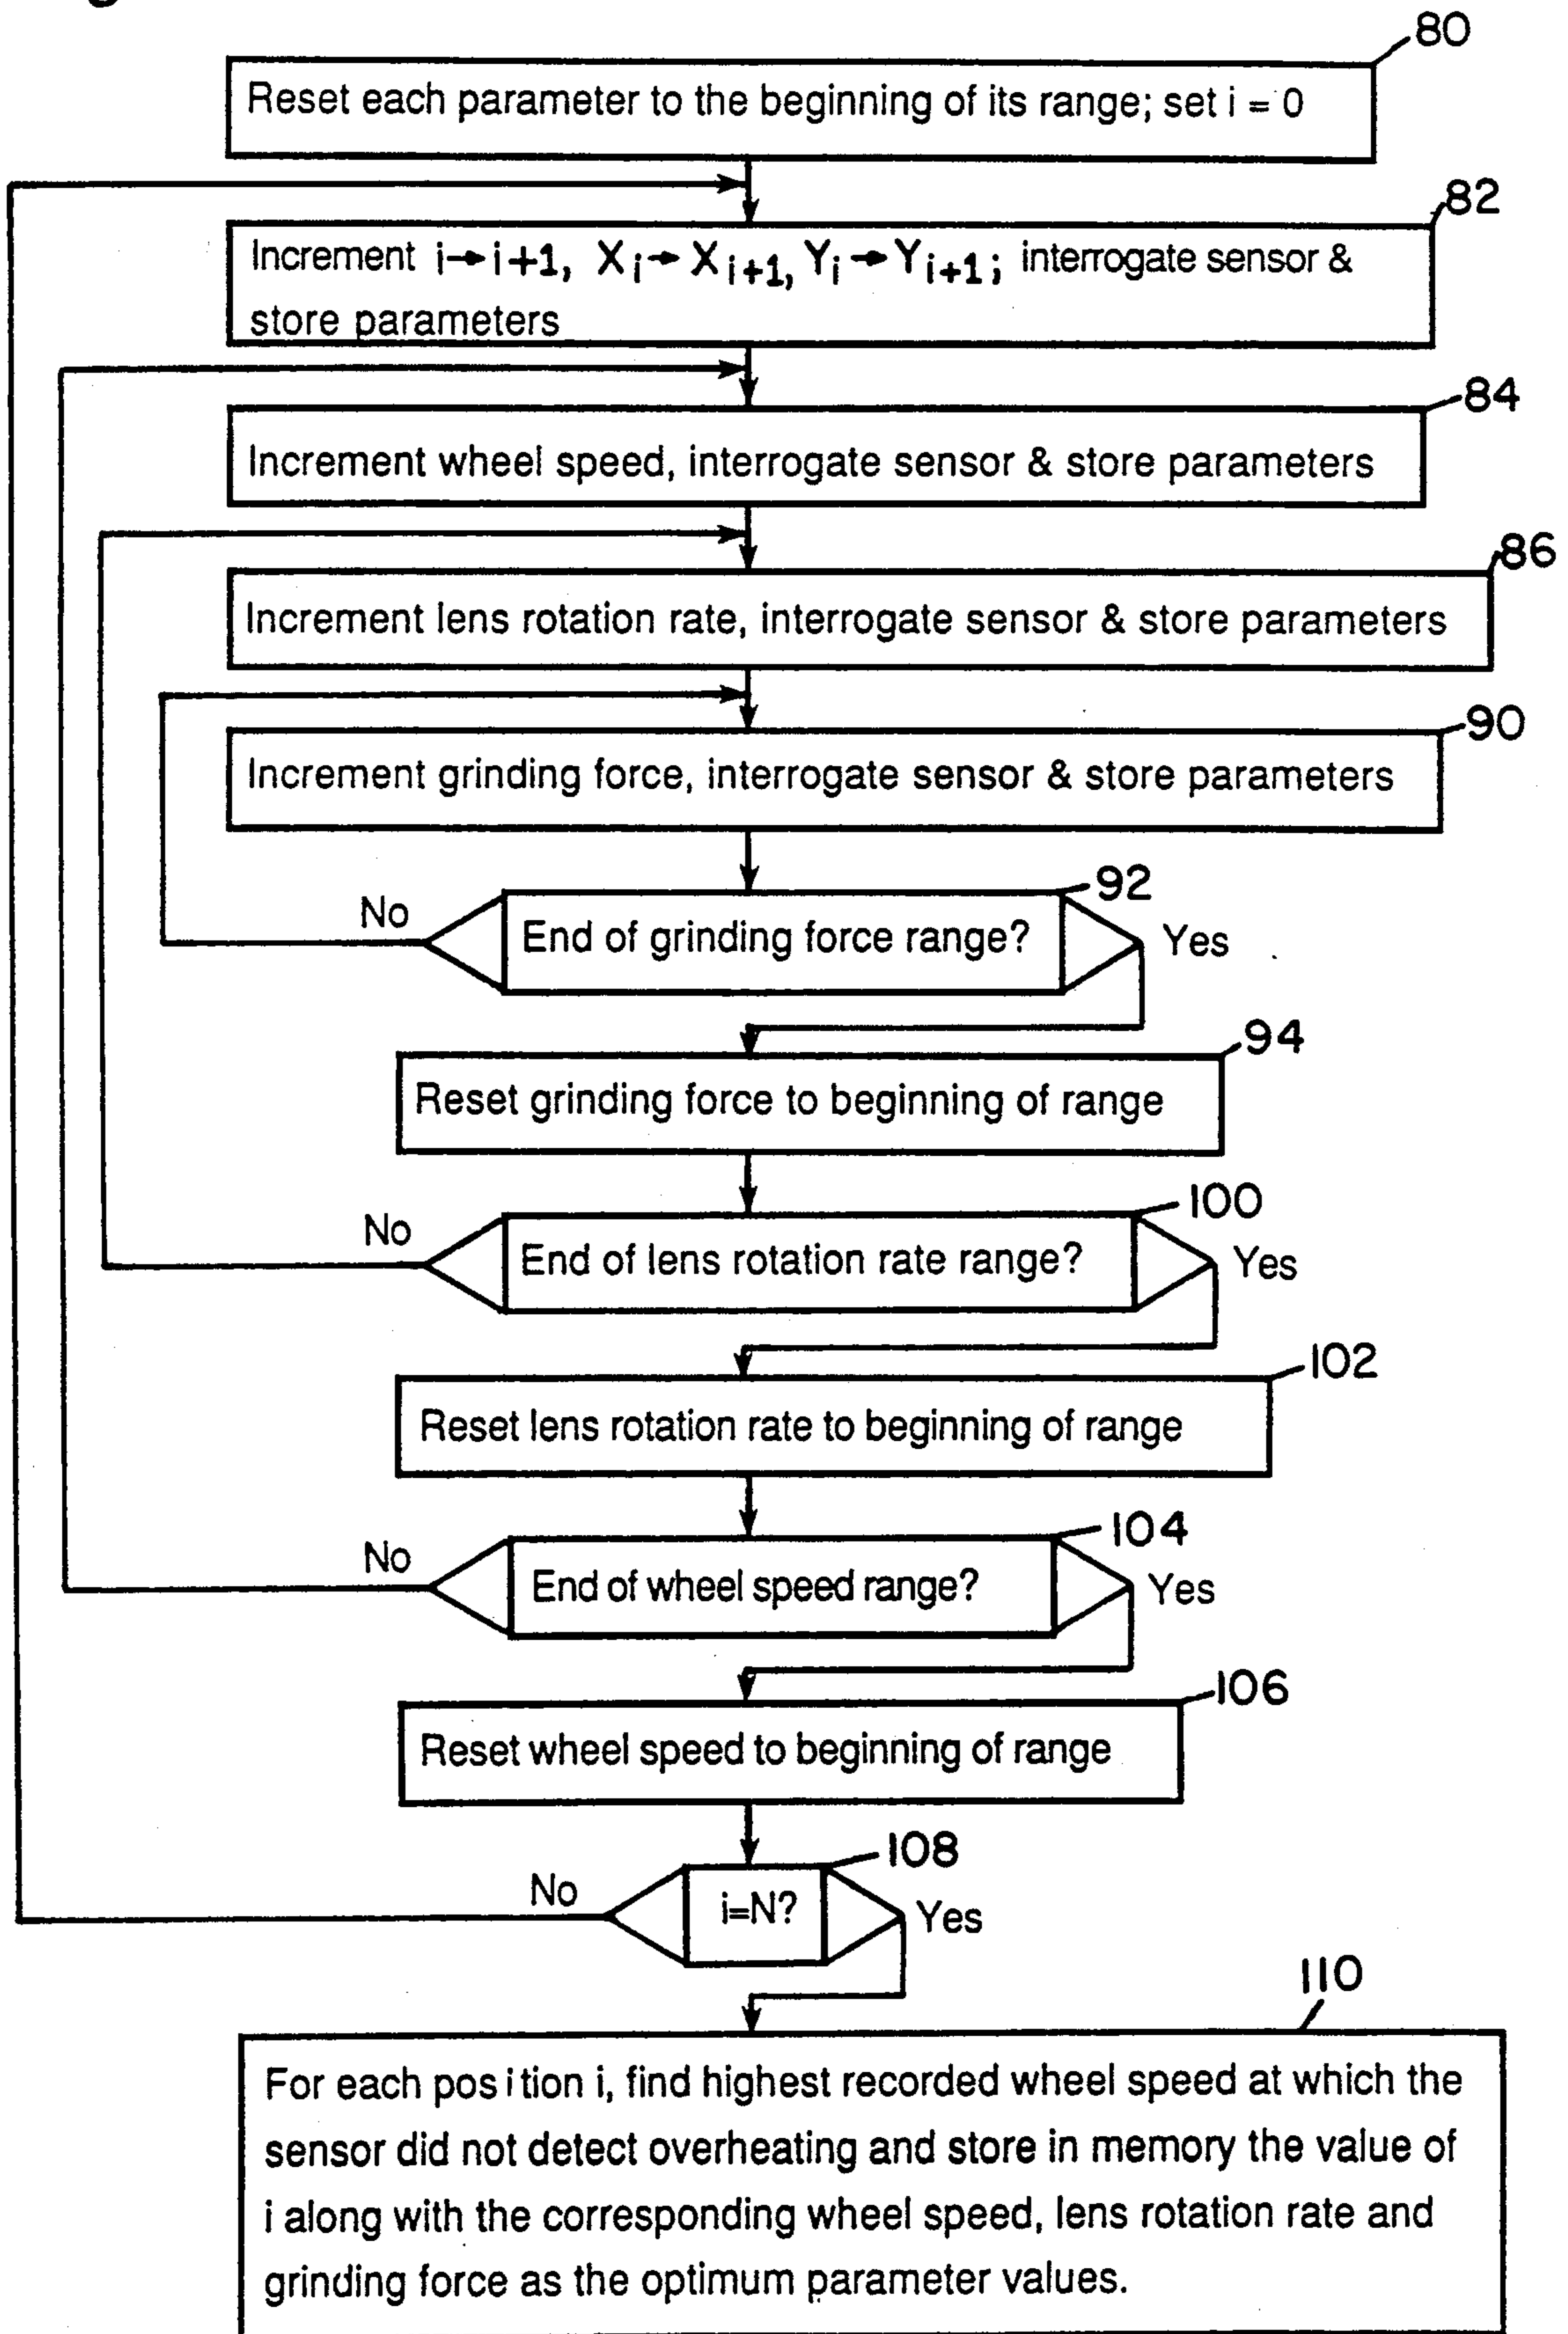 80
Reset each parameter to the beginning of its range; set i = 0
82
Increment i→i+1, Xi→Xi+1, Yi→Yi+1; interrogate sensor &
store parameters
84
Increment wheel speed, interrogate sensor & store parameters
86
Increment lens rotation rate, interrogate sensor & store parameters
90
Increment grinding force, interrogate sensor & store parameters
92
No
End of grinding force range?
Yes
94
Reset grinding force to beginning of range
100
No
End of lens rotation rate range?
Yes
102
Reset lens rotation rate to beginning of range
104
No
End of wheel speed range?
Yes
106
Reset wheel speed to beginning of range
108
No
i=N?
Yes
110
For each position i, find highest recorded wheel speed at which the
sensor did not detect overheating and store in memory the value of
i along with the corresponding wheel speed, lens rotation rate and
grinding force as the optimum parameter values.